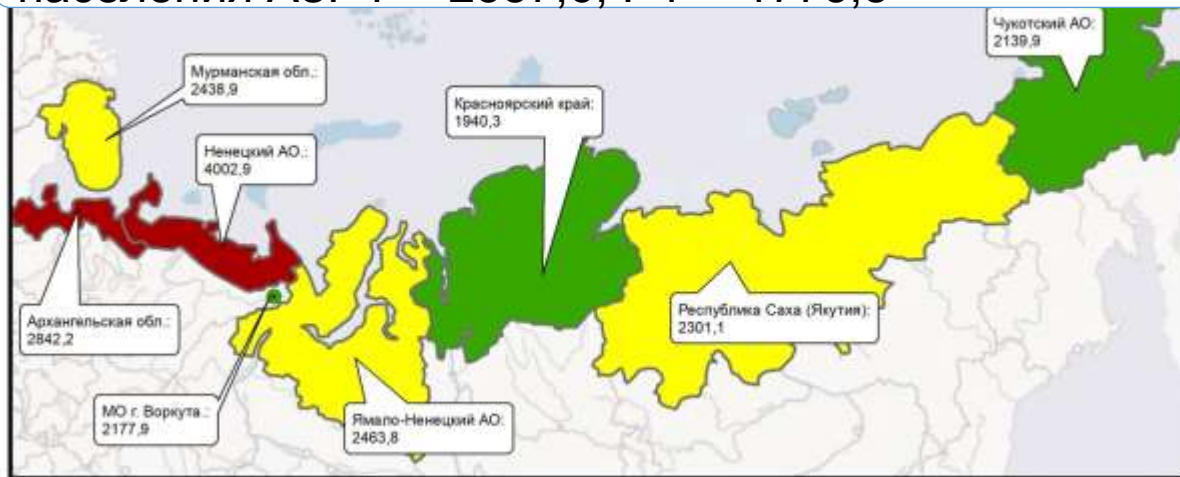 Чукотский АО:
2139,9
Мурманская обл.:
2438,9
Красноярский край:
1940,3
Ненецкий АО.:
4002,9
Республика Саха (Якутия):
2301,1
Архангельская обл.:
2842,2
МО г. Воркута.:
2177,9
Ямало-Ненецкий АО:
2463,8